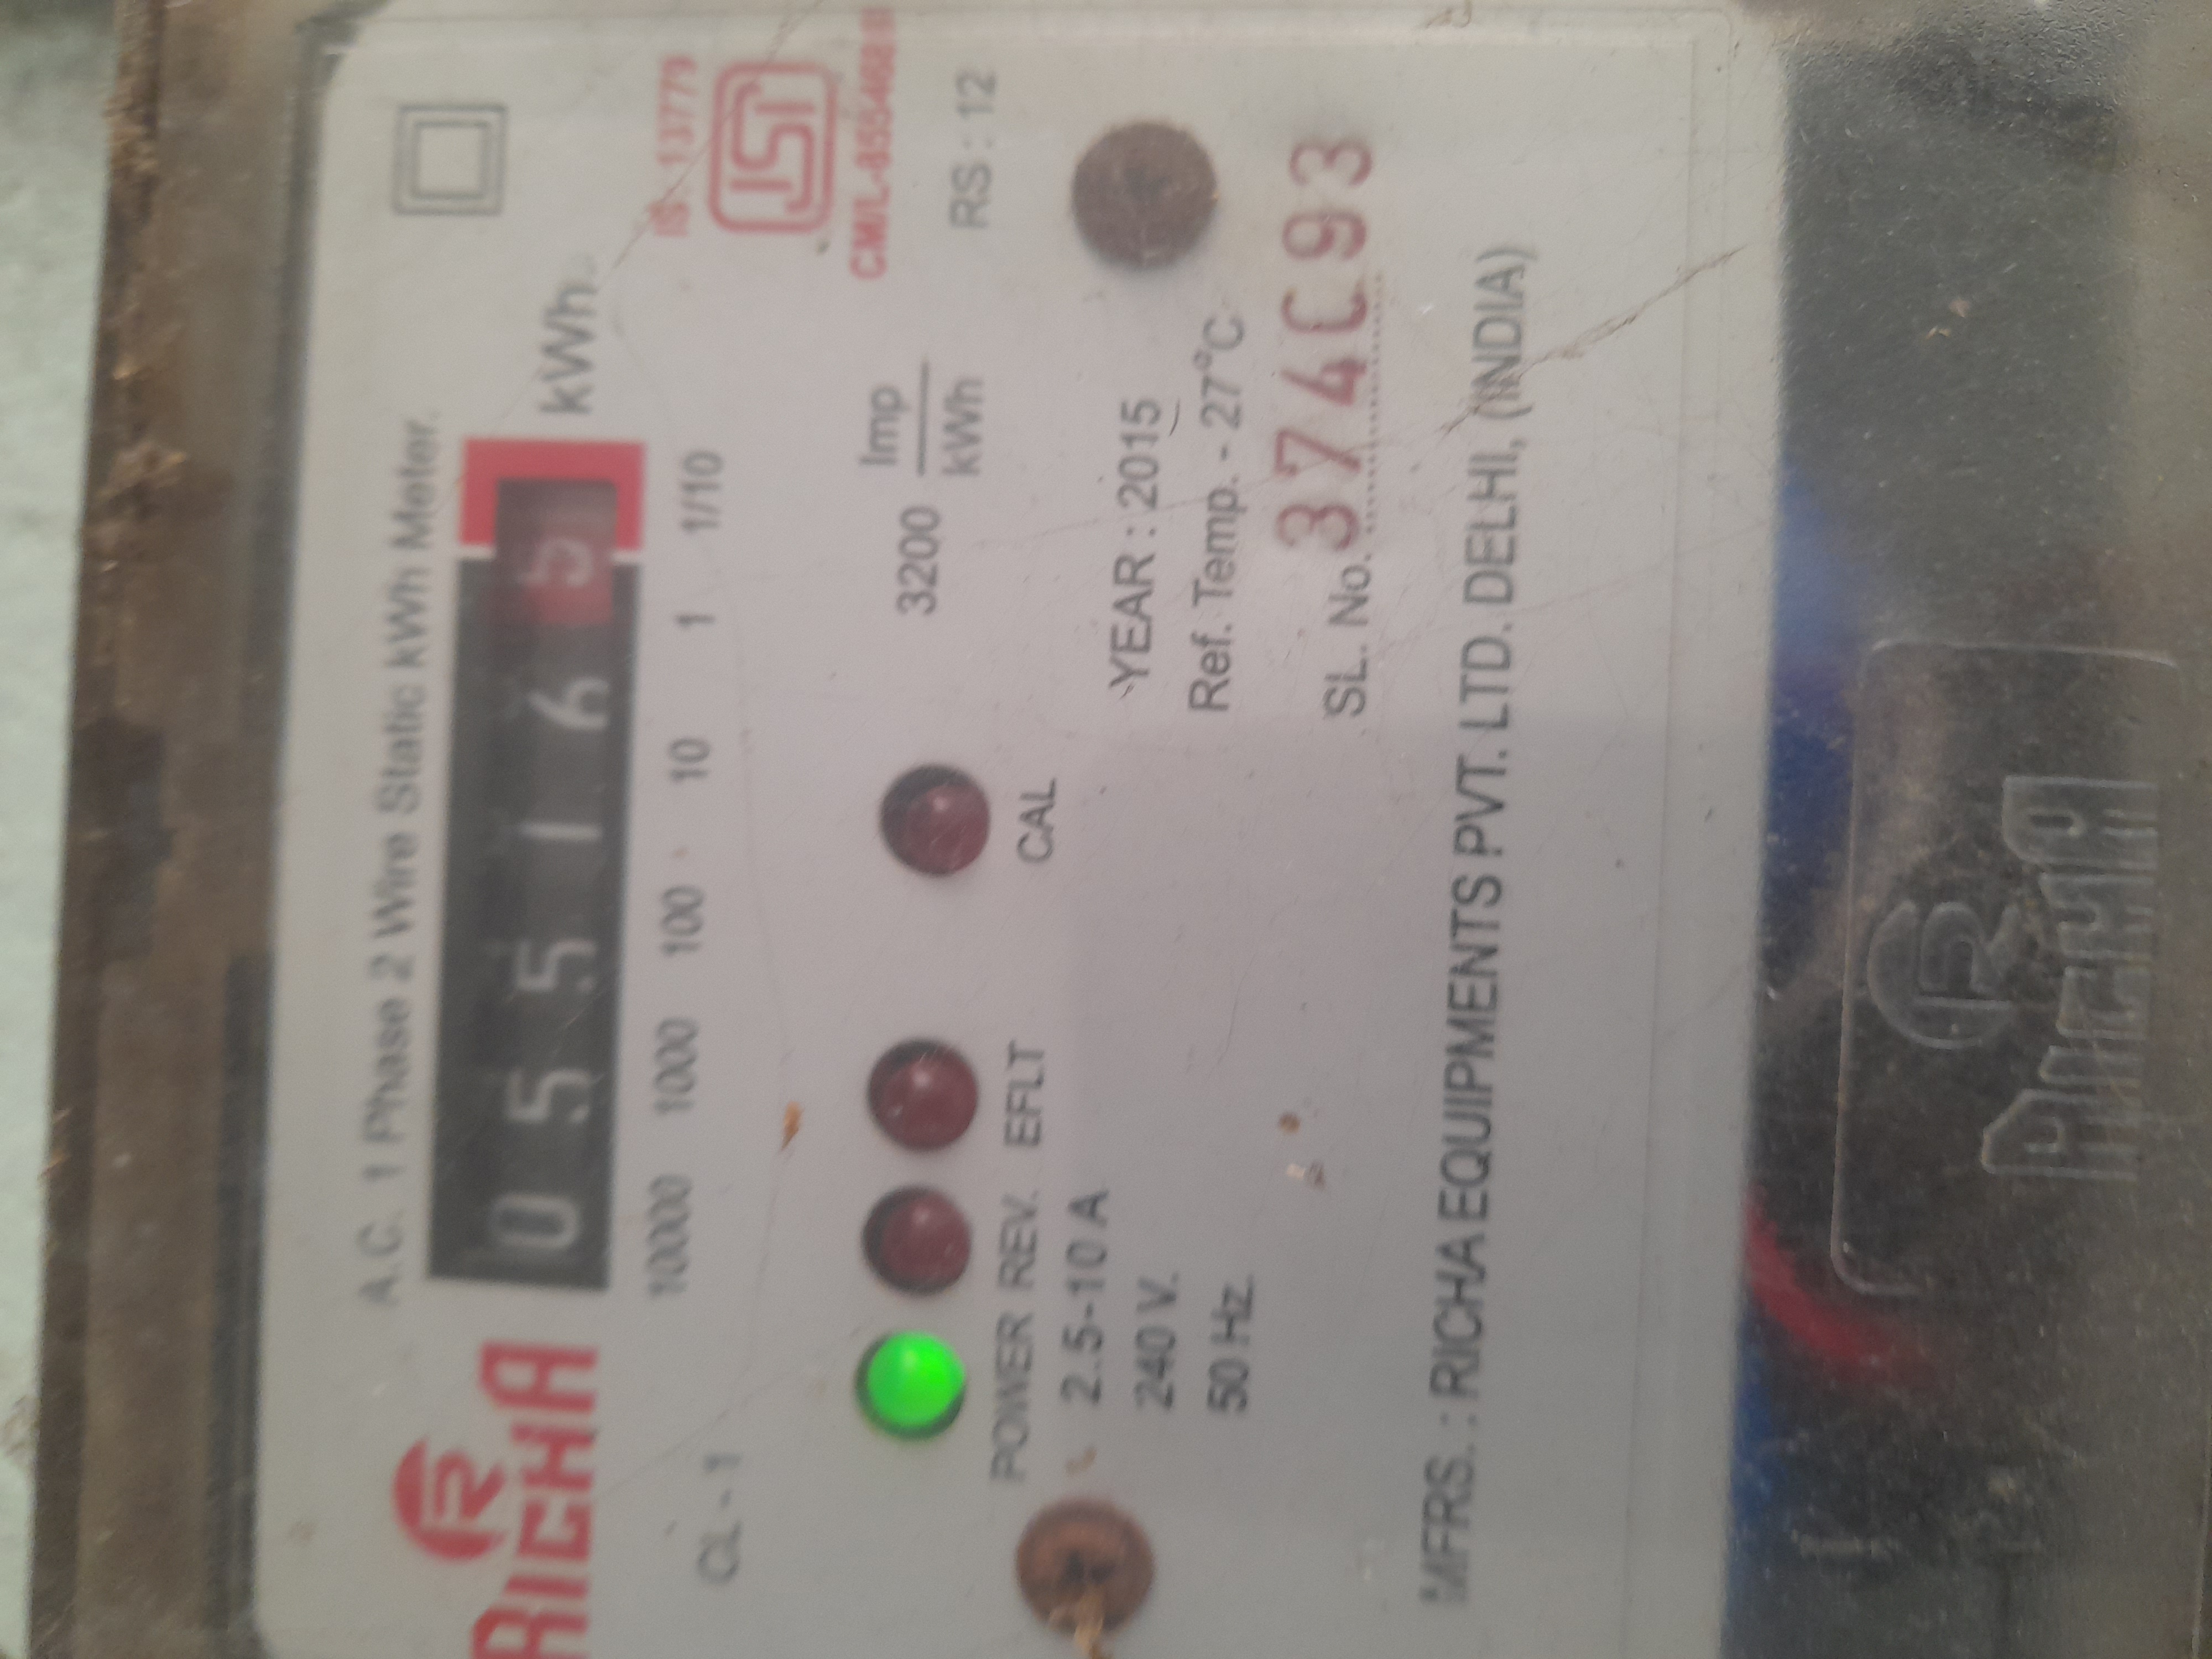 A.C. 1 Phase 2 Wire Static kWh Meter.
RICHA
0 5 5 1 6 5 kWh.
10000 1000 100 10 1 1/10
CL - 1
IS : 13779
ISI
RS : 12
3200 Imp
kWh
POWER REV. EFLT CAL
2.5-10 A
240 V.
50 Hz.
YEAR : 2015
Ref. Temp. - 27°C
SL. No.
MFRS. : RICHA EQUIPMENTS PVT. LTD. DELHI, (INDIA)
RICHA